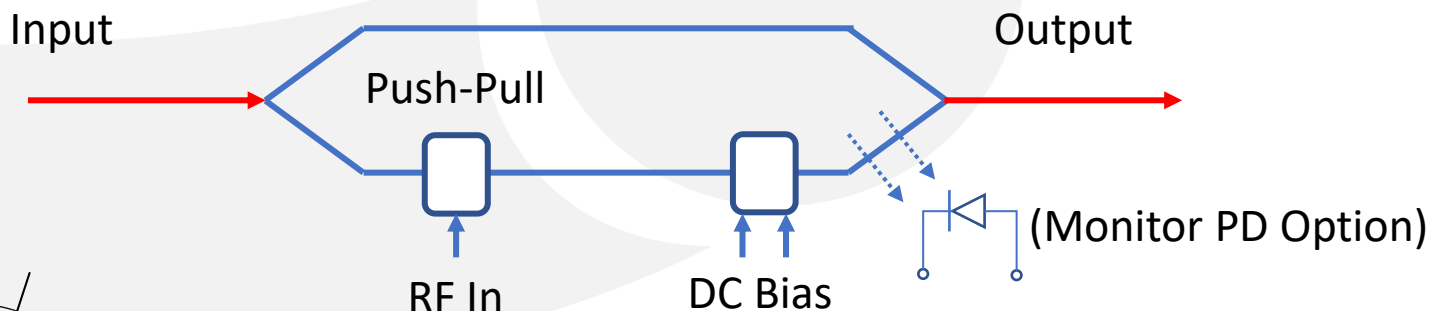 Input
Output
Push-Pull
(Monitor PD Option)
RF In
DC Bias